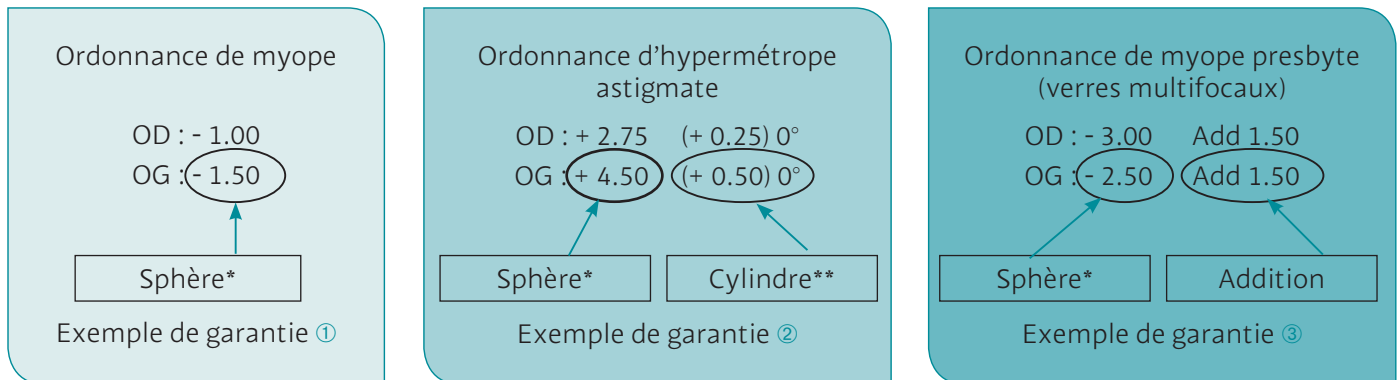 Ordonnance de myope
OD : - 1.00
OG : - 1.50
Sphère*
Exemple de garantie ①
Ordonnance d’hypermétrope
astigmate
OD : + 2.75 (+ 0.25) 0°
OG : + 4.50 (+ 0.50) 0°
Sphère* Cylindre**
Exemple de garantie ②
Ordonnance de myope presbyte
(verres multifocaux)
OD : - 3.00 Add 1.50
OG : - 2.50 Add 1.50
Sphère* Addition
Exemple de garantie ③